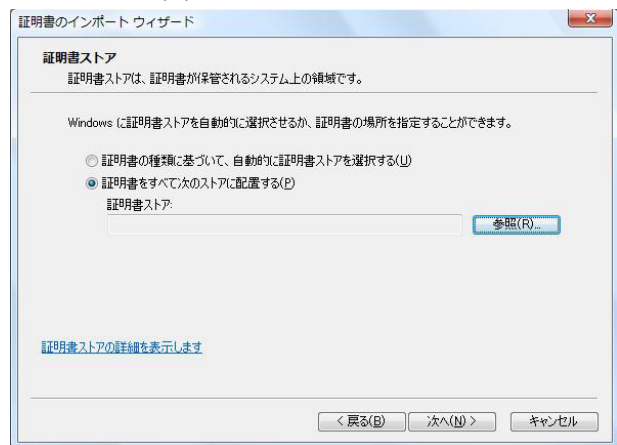 証明書のインポート ウィザード
証明書ストア
証明書ストアは、証明書が保管されるシステム上の領域です。
Windows に証明書ストアを自動的に選択させるか、証明書の場所を指定することができます。
証明書の種類に基づいて、自動的に証明書ストアを選択する(U)
証明書をすべて次のストアに配置する(P)
証明書ストア:
参照(R)...
証明書ストアの詳細を表示します
< 戻る(B) 次へ(N) > キャンセル